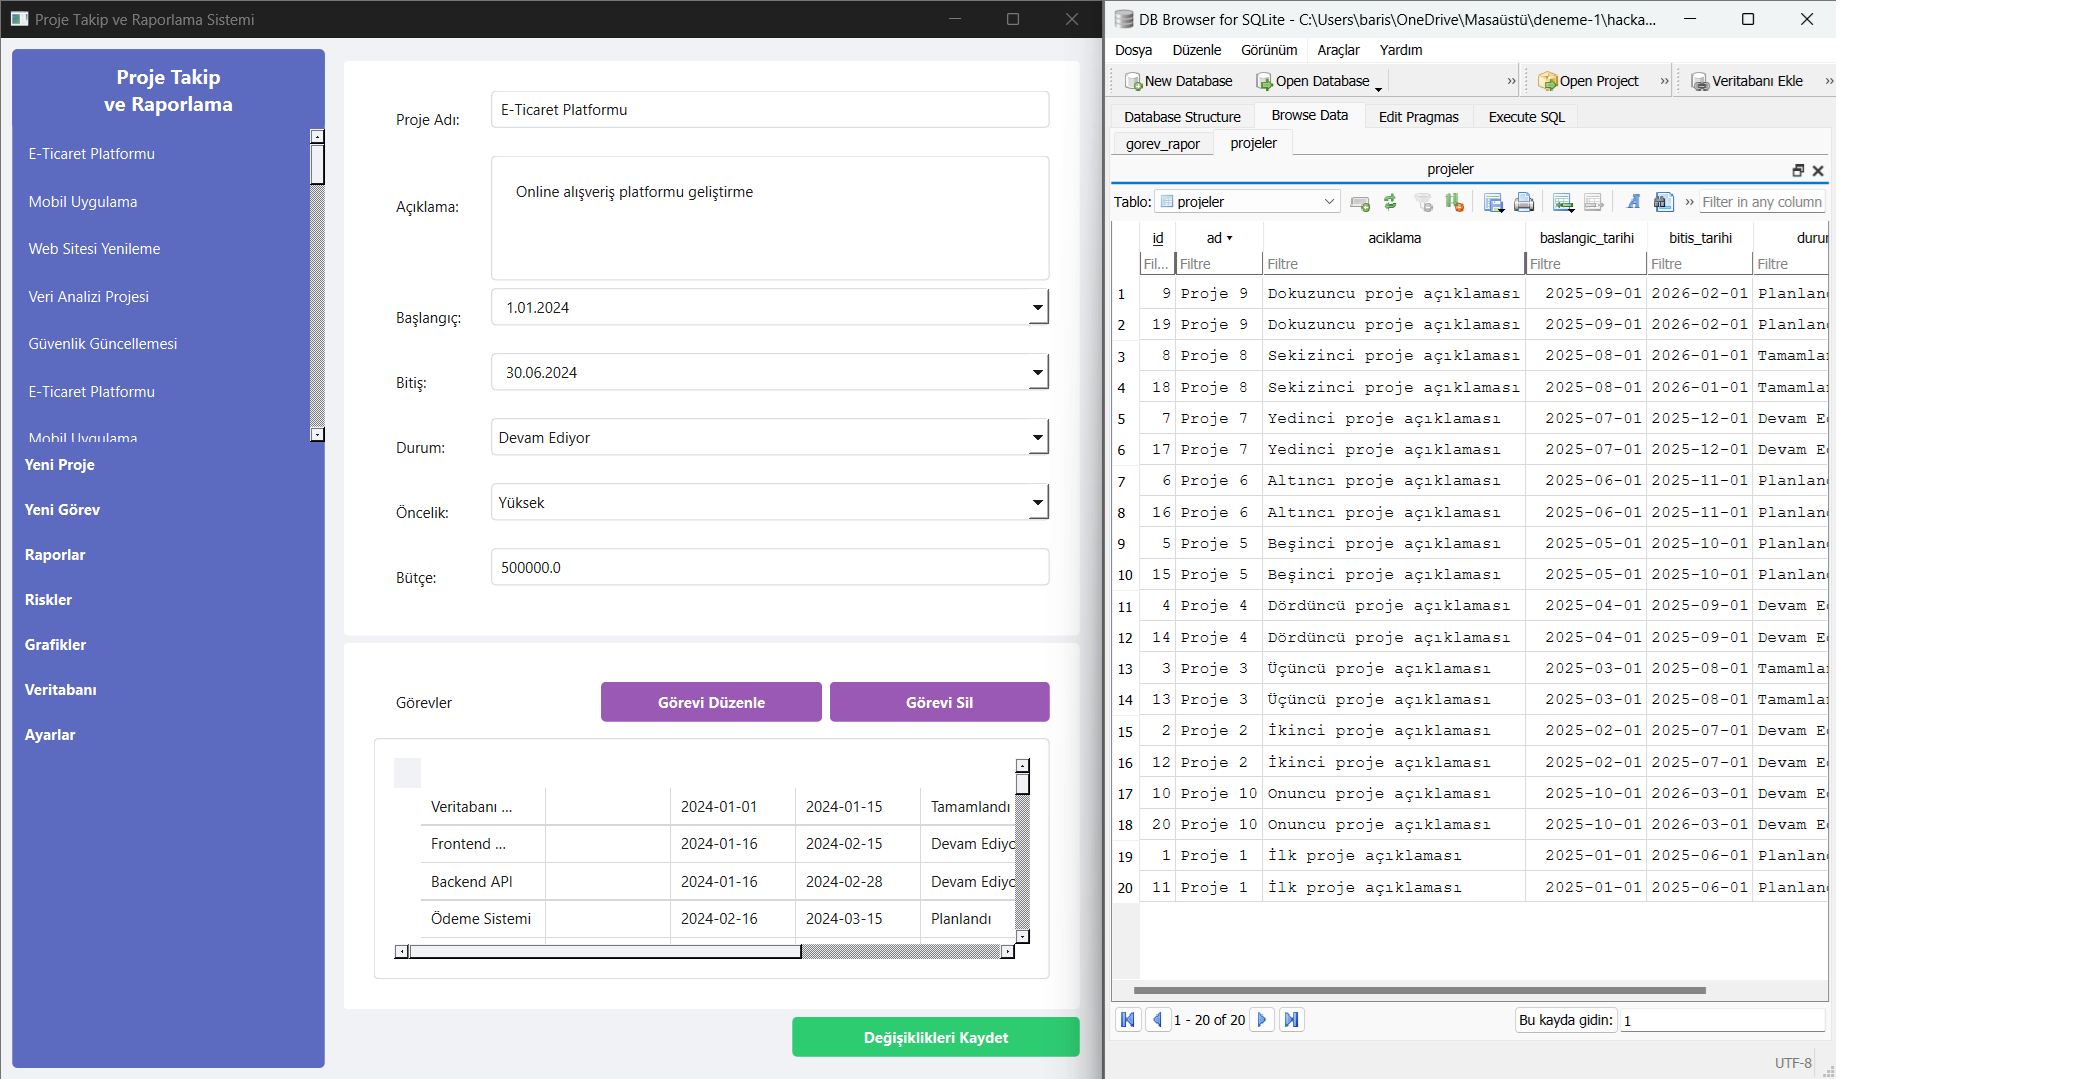 Proje Takip ve Raporlama Sistemi
Proje Takip
ve Raporlama
E-Ticaret Platformu
Mobil Uygulama
Web Sitesi Yenileme
Veri Analizi Projesi
Güvenlik Güncellemesi
E-Ticaret Platformu
Mobil Uygulama
Yeni Proje
Yeni Görev
Raporlar
Riskler
Grafikler
Veritabanı
Ayarlar
Proje Adı: E-Ticaret Platformu
Açıklama: Online alışveriş platformu geliştirme
Başlangıç: 1.01.2024
Bitiş: 30.06.2024
Durum: Devam Ediyor
Öncelik: Yüksek
Bütçe: 500000.0
Görevler Görevi Düzenle Görevi Sil
Veritabanı ... 2024-01-01 2024-01-15 Tamamlandı
Frontend ... 2024-01-16 2024-02-15 Devam Ediyo
Backend API 2024-01-16 2024-02-28 Devam Ediyo
Ödeme Sistemi 2024-02-16 2024-03-15 Planlandı
Değişiklikleri Kaydet
DB Browser for SQLite - C:\Users\baris\OneDrive\Masaüstü\deneme-1\hacka...
Dosya Düzenle Görünüm Araçlar Yardım
New Database Open Database » Open Project » Veritabanı Ekle »
Database Structure Browse Data Edit Pragmas Execute SQL
gorev_rapor projeler
projeler
Tablo: projeler » Filter in any column
id ad aciklama baslangic_tarihi bitis_tarihi durur
Fil... Filtre Filtre Filtre Filtre Filtre
1 9 Proje 9 Dokuzuncu proje açıklaması 2025-09-01 2026-02-01 Planlan
2 19 Proje 9 Dokuzuncu proje açıklaması 2025-09-01 2026-02-01 Planlan
3 8 Proje 8 Sekizinci proje açıklaması 2025-08-01 2026-01-01 Tamamla
4 18 Proje 8 Sekizinci proje açıklaması 2025-08-01 2026-01-01 Tamamla
5 7 Proje 7 Yedinci proje açıklaması 2025-07-01 2025-12-01 Devam E
6 17 Proje 7 Yedinci proje açıklaması 2025-07-01 2025-12-01 Devam E
7 6 Proje 6 Altıncı proje açıklaması 2025-06-01 2025-11-01 Planlan
8 16 Proje 6 Altıncı proje açıklaması 2025-06-01 2025-11-01 Planlan
9 5 Proje 5 Beşinci proje açıklaması 2025-05-01 2025-10-01 Planlan
10 15 Proje 5 Beşinci proje açıklaması 2025-05-01 2025-10-01 Planlan
11 4 Proje 4 Dördüncü proje açıklaması 2025-04-01 2025-09-01 Devam E
12 14 Proje 4 Dördüncü proje açıklaması 2025-04-01 2025-09-01 Devam E
13 3 Proje 3 Üçüncü proje açıklaması 2025-03-01 2025-08-01 Tamamla
14 13 Proje 3 Üçüncü proje açıklaması 2025-03-01 2025-08-01 Tamamla
15 2 Proje 2 İkinci proje açıklaması 2025-02-01 2025-07-01 Devam E
16 12 Proje 2 İkinci proje açıklaması 2025-02-01 2025-07-01 Devam E
17 10 Proje 10 Onuncu proje açıklaması 2025-10-01 2026-03-01 Devam E
18 20 Proje 10 Onuncu proje açıklaması 2025-10-01 2026-03-01 Devam E
19 1 Proje 1 İlk proje açıklaması 2025-01-01 2025-06-01 Planlan
20 11 Proje 1 İlk proje açıklaması 2025-01-01 2025-06-01 Planlan
1 - 20 of 20 Bu kayda gidin: 1
UTF-8